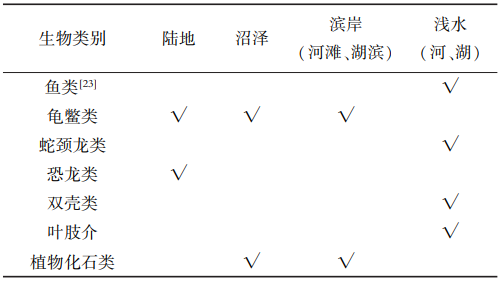 生物类别 陆地 沼泽 滨岸(河滩、湖滨) 浅水(河、湖)
鱼类[23] √
龟鳖类 √ √ √
蛇颈龙类 √
恐龙类 √
双壳类 √
叶肢介 √
植物化石类 √ √